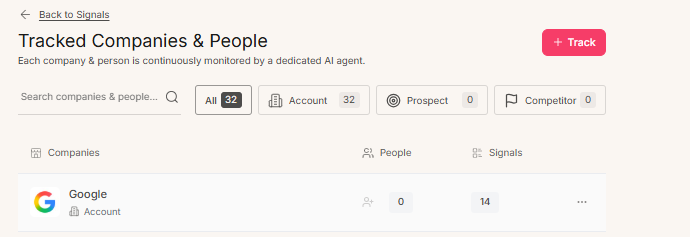 Back to Signals
Tracked Companies & People
+ Track
Each company & person is continuously monitored by a dedicated AI agent.
Search companies & people...
All 32
Account 32
Prospect 0
Competitor 0
Companies People Signals
Google
Account
0 14